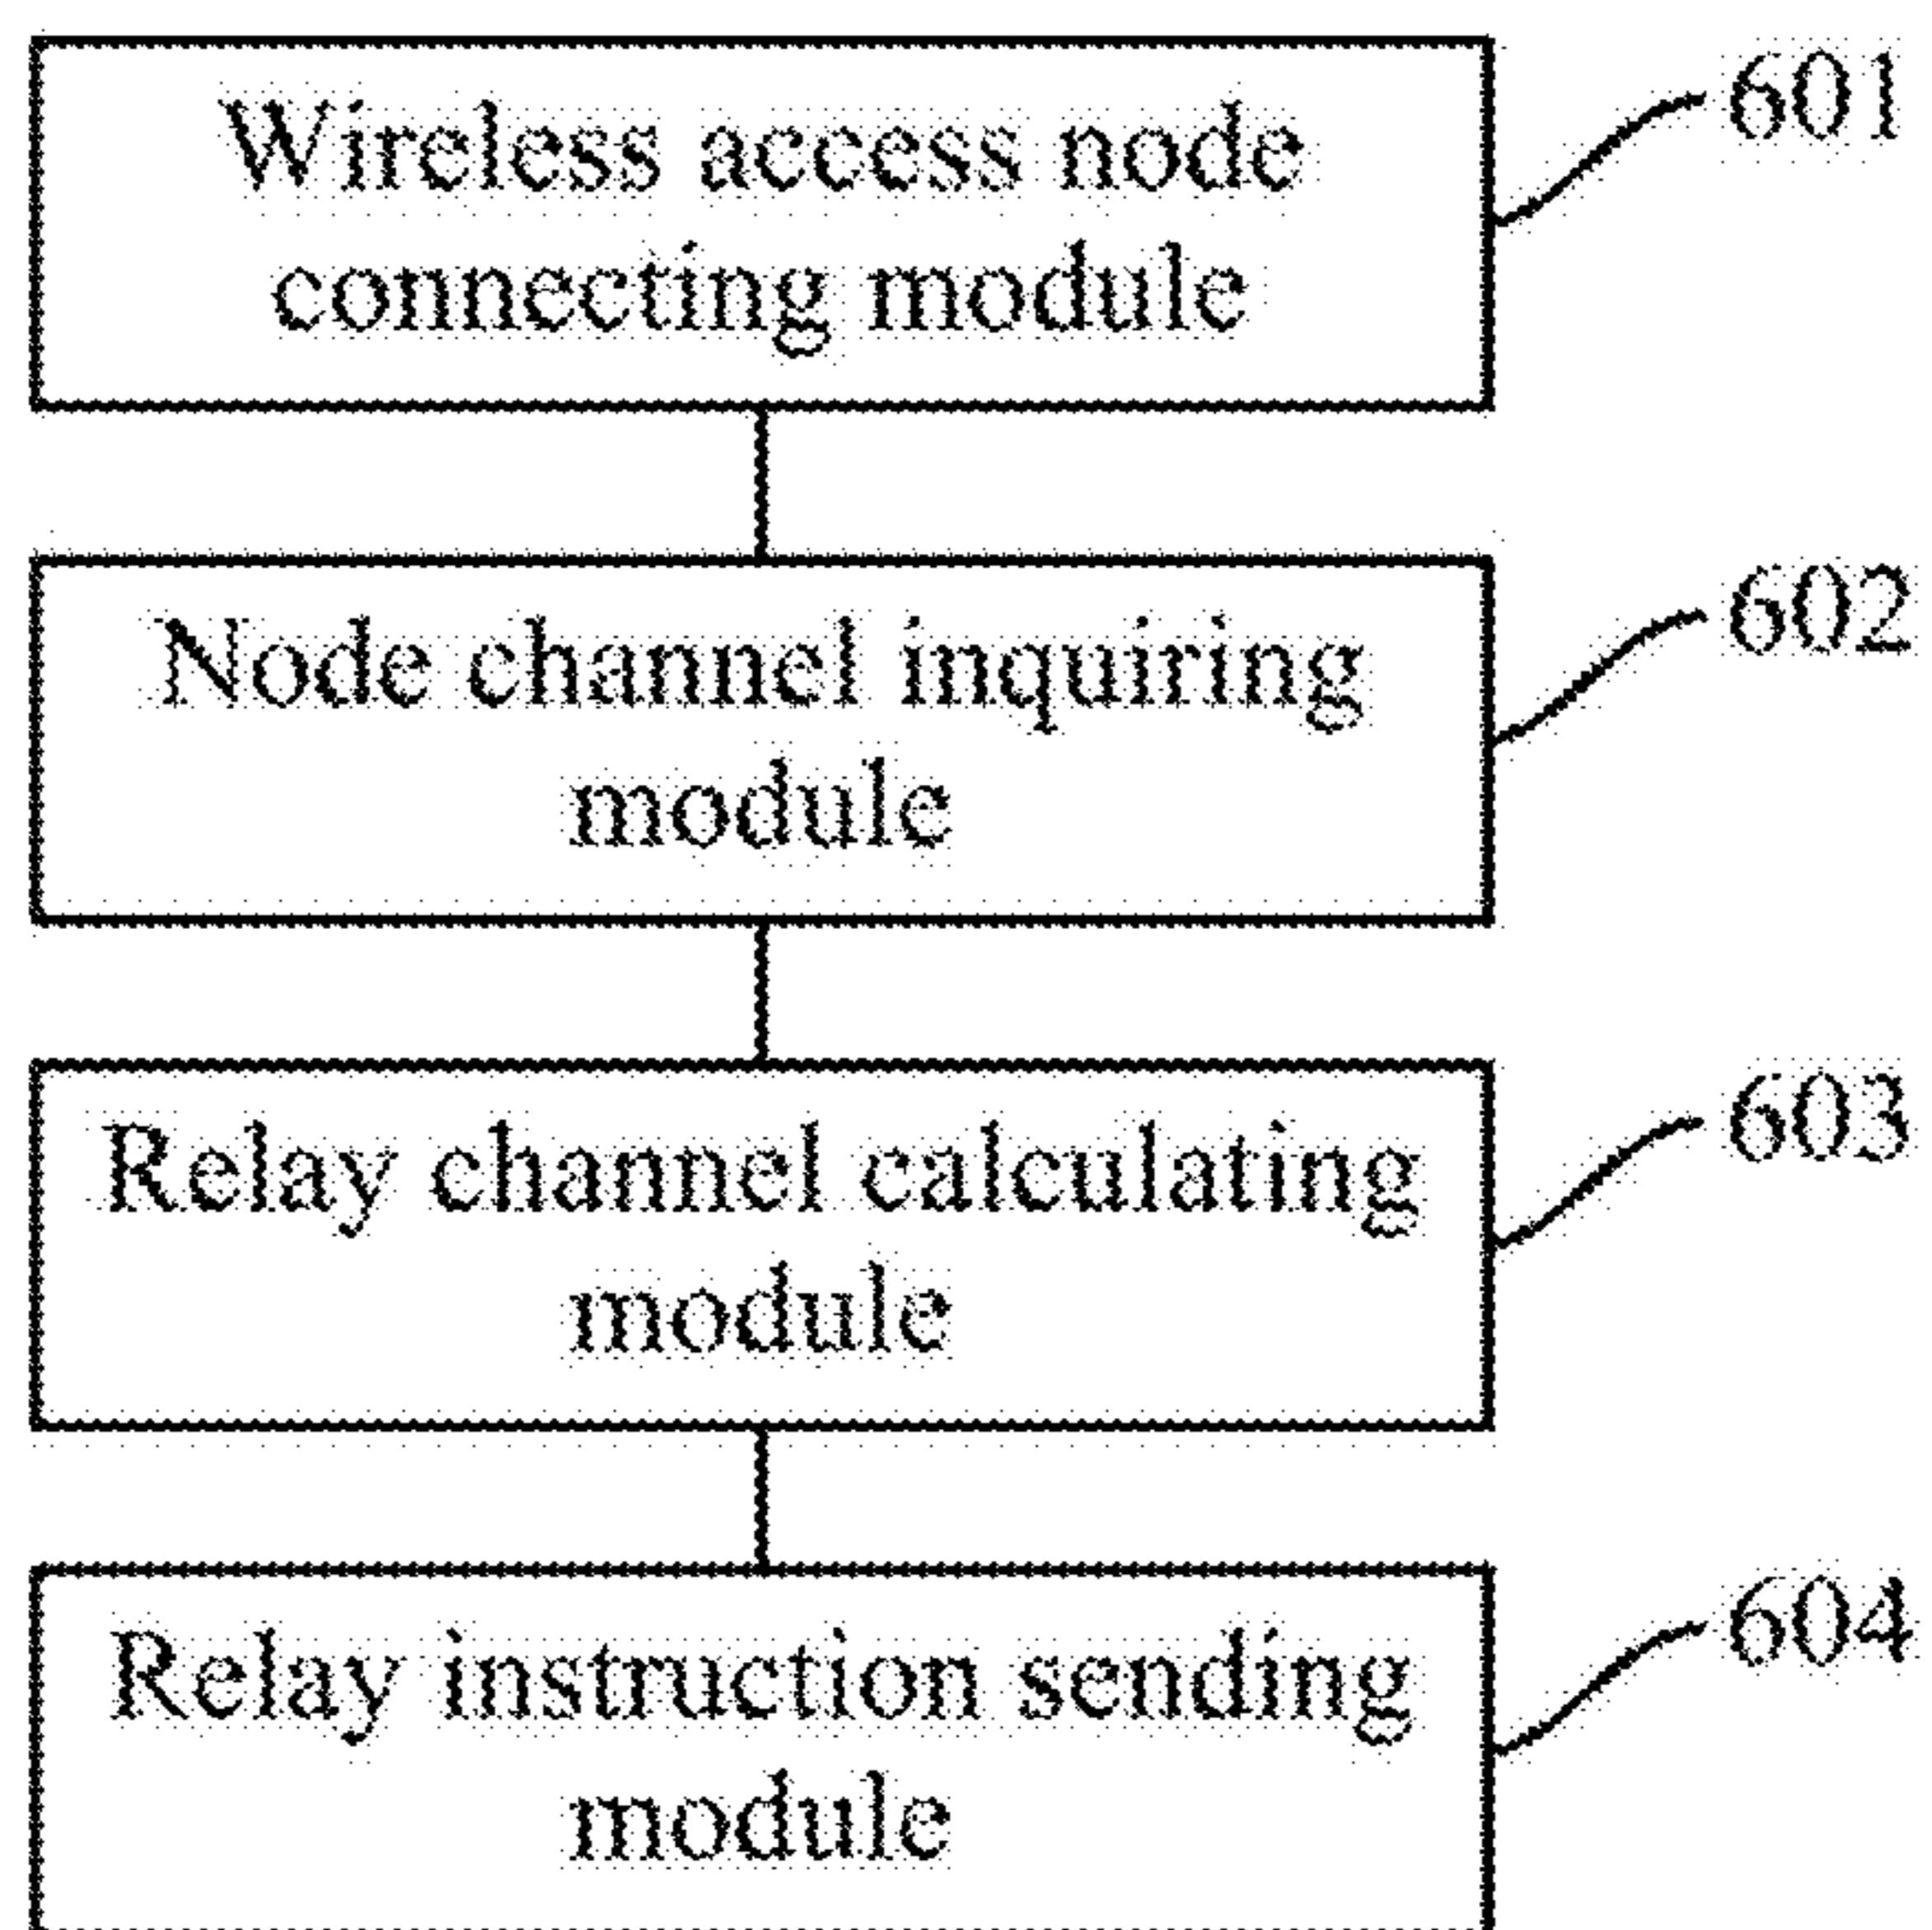 Wireless access node
connecting module
601
Node channel inquiring
module
602
Relay channel calculating
module
603
Relay instruction sending
module
604